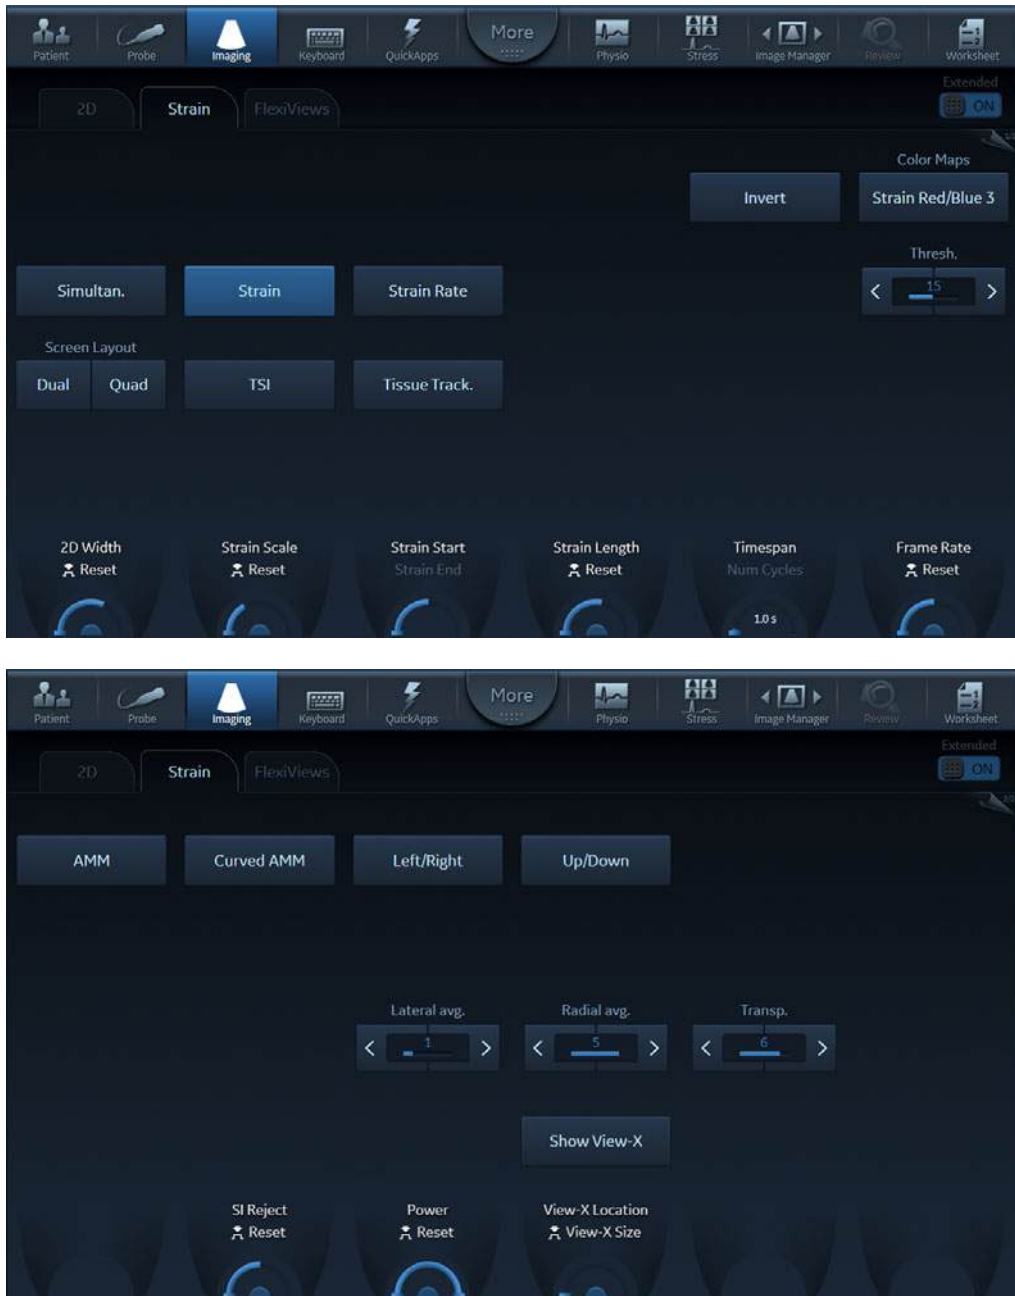 More
Patient Probe Imaging Keyboard QuickApps Physio Stress Image Manager Review Worksheet
Extended
2D Strain FlexiViews ON
Color Maps
Invert Strain Red/Blue 3
Thresh.
Simultan. Strain Strain Rate 15
Screen Layout
Dual Quad TSI Tissue Track.
2D Width Strain Scale Strain Start Strain Length Timespan Frame Rate
Reset Reset Strain End Reset Num Cycles Reset
1.0 s
More
Patient Probe Imaging Keyboard QuickApps Physio Stress Image Manager Review Worksheet
Extended
2D Strain FlexiViews ON
AMM Curved AMM Left/Right Up/Down
Lateral avg. Radial avg. Transp.
1 5 6
Show View-X
SI Reject Power View-X Location
Reset Reset View-X Size